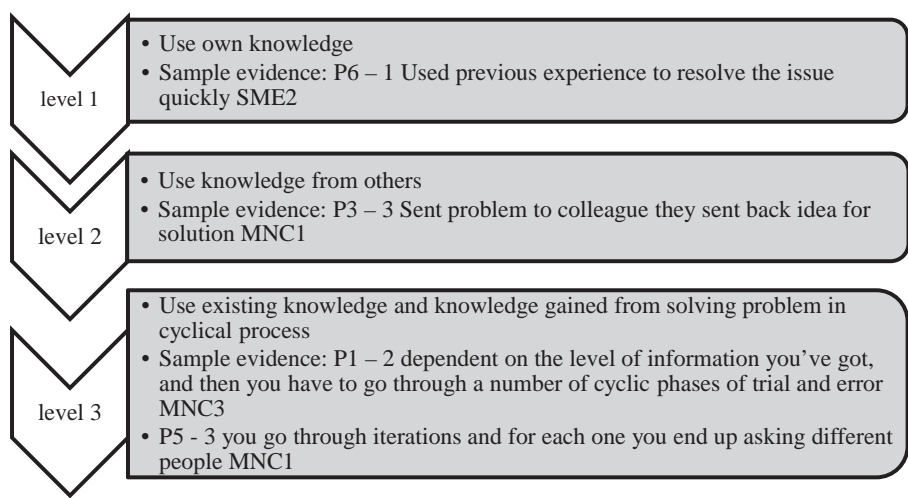 level 1
• Use own knowledge
• Sample evidence: P6 – 1 Used previous experience to resolve the issue
quickly SME2
level 2
• Use knowledge from others
• Sample evidence: P3 – 3 Sent problem to colleague they sent back idea for
solution MNC1
level 3
• Use existing knowledge and knowledge gained from solving problem in
cyclical process
• Sample evidence: P1 – 2 dependent on the level of information you’ve got,
and then you have to go through a number of cyclic phases of trial and error
MNC3
• P5 - 3 you go through iterations and for each one you end up asking different
people MNC1